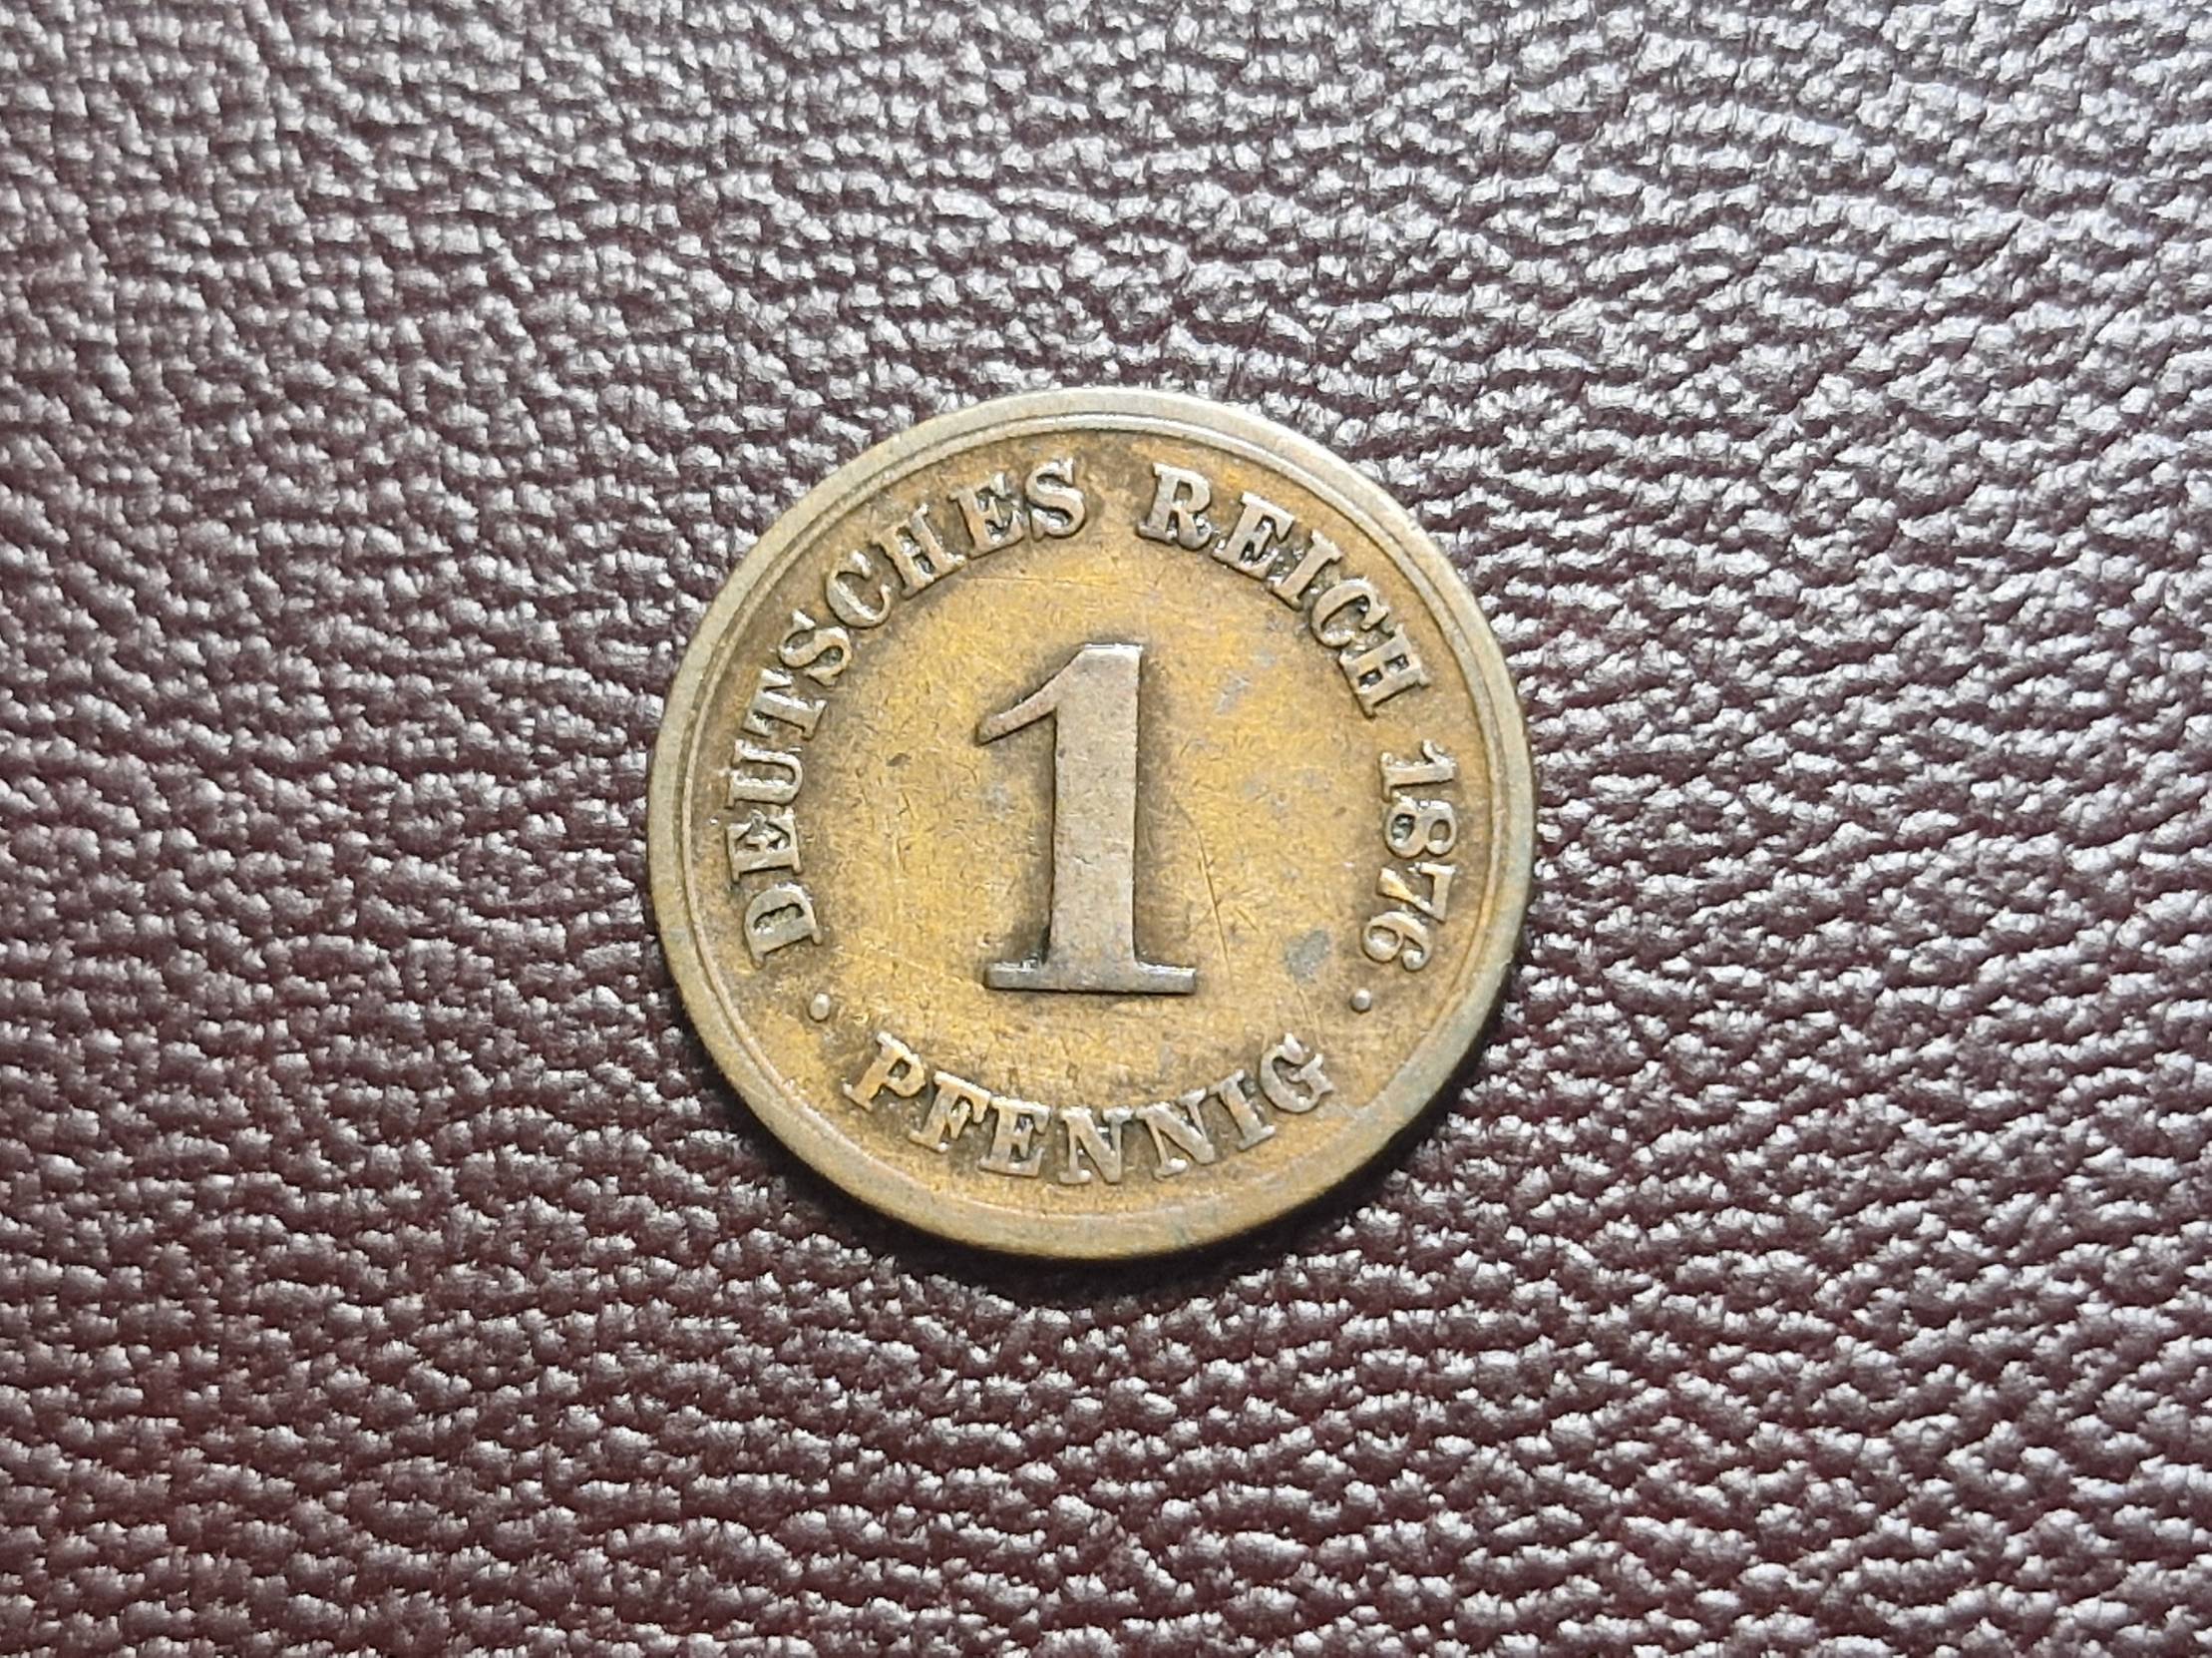 DEUTSCHES REICH 1876
1
· PFENNIG ·